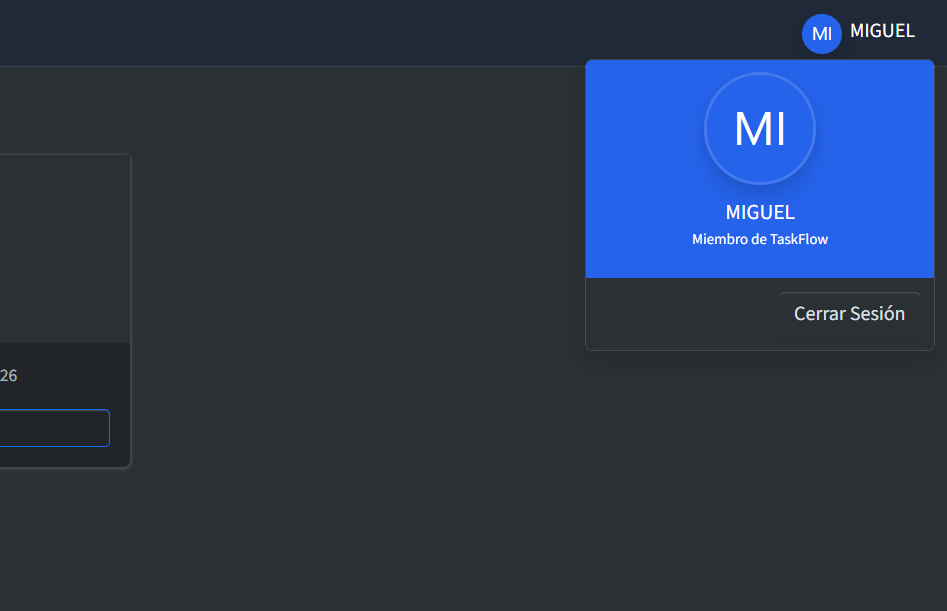 MI MIGUEL
MI
MIGUEL
Miembro de TaskFlow
Cerrar Sesión
26